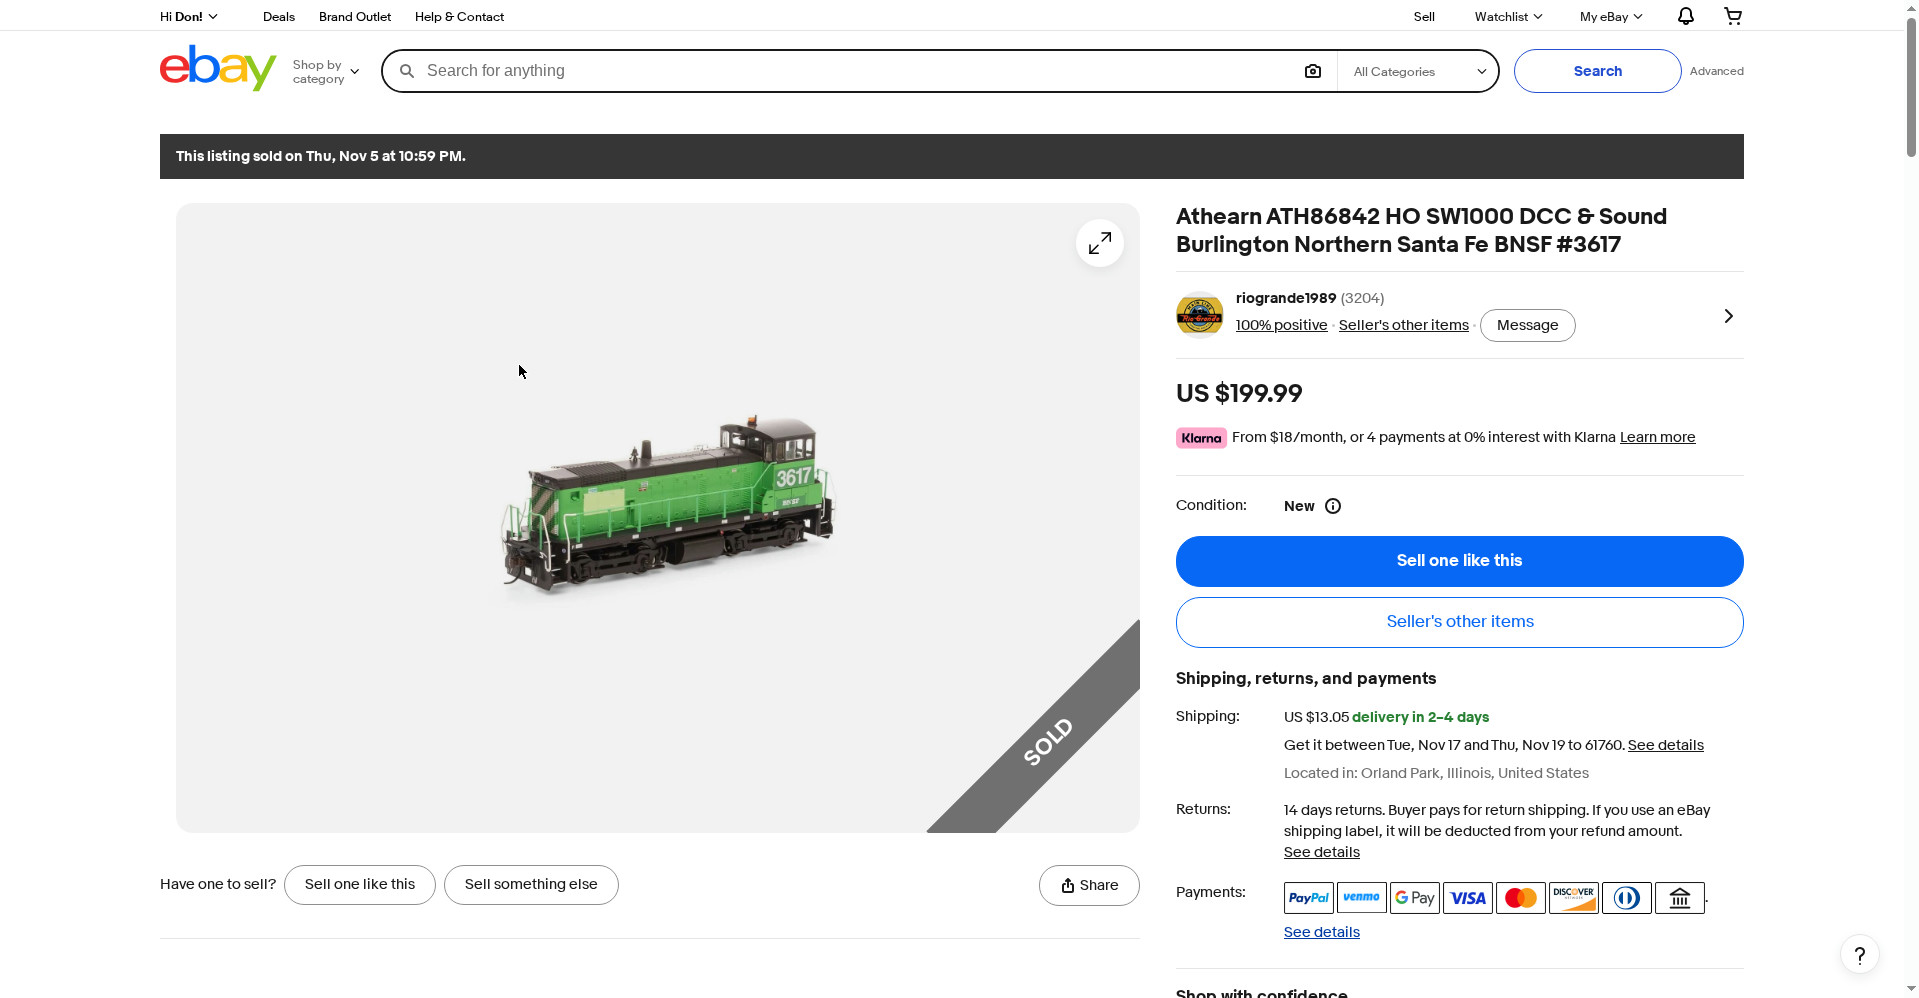 Hi Don!
Deals
Brand Outlet
Help & Contact
Sell
Watchlist
My eBay
ebay
Shop by
category
Search for anything
All Categories
Search
Advanced
This listing sold on Thu, Nov 5 at 10:59 PM.
3617
SOLD
Have one to sell?
Sell one like this
Sell something else
Share
Athearn ATH86842 HO SW1000 DCC & Sound
Burlington Northern Santa Fe BNSF #3617
Rio Grande
riogrande1989 (3204)
100% positive · Seller's other items · Message
US $199.99
Klarna From $18/month, or 4 payments at 0% interest with Klarna Learn more
Condition: New
Sell one like this
Seller's other items
Shipping, returns, and payments
Shipping: US $13.05 delivery in 2–4 days
Get it between Tue, Nov 17 and Thu, Nov 19 to 61760. See details
Located in: Orland Park, Illinois, United States
Returns: 14 days returns. Buyer pays for return shipping. If you use an eBay
shipping label, it will be deducted from your refund amount.
See details
Payments: PayPal venmo G Pay VISA DISCOVER NETWORK .
See details
?
Shop with confidence